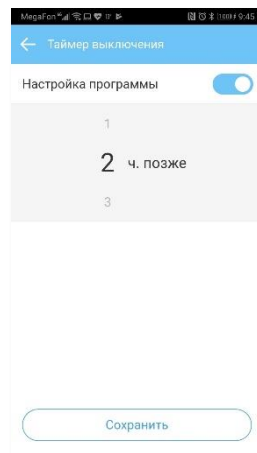 MegaFon 9:45
Таймер выключения
Настройка программы
1
2 ч. позже
3
Сохранить